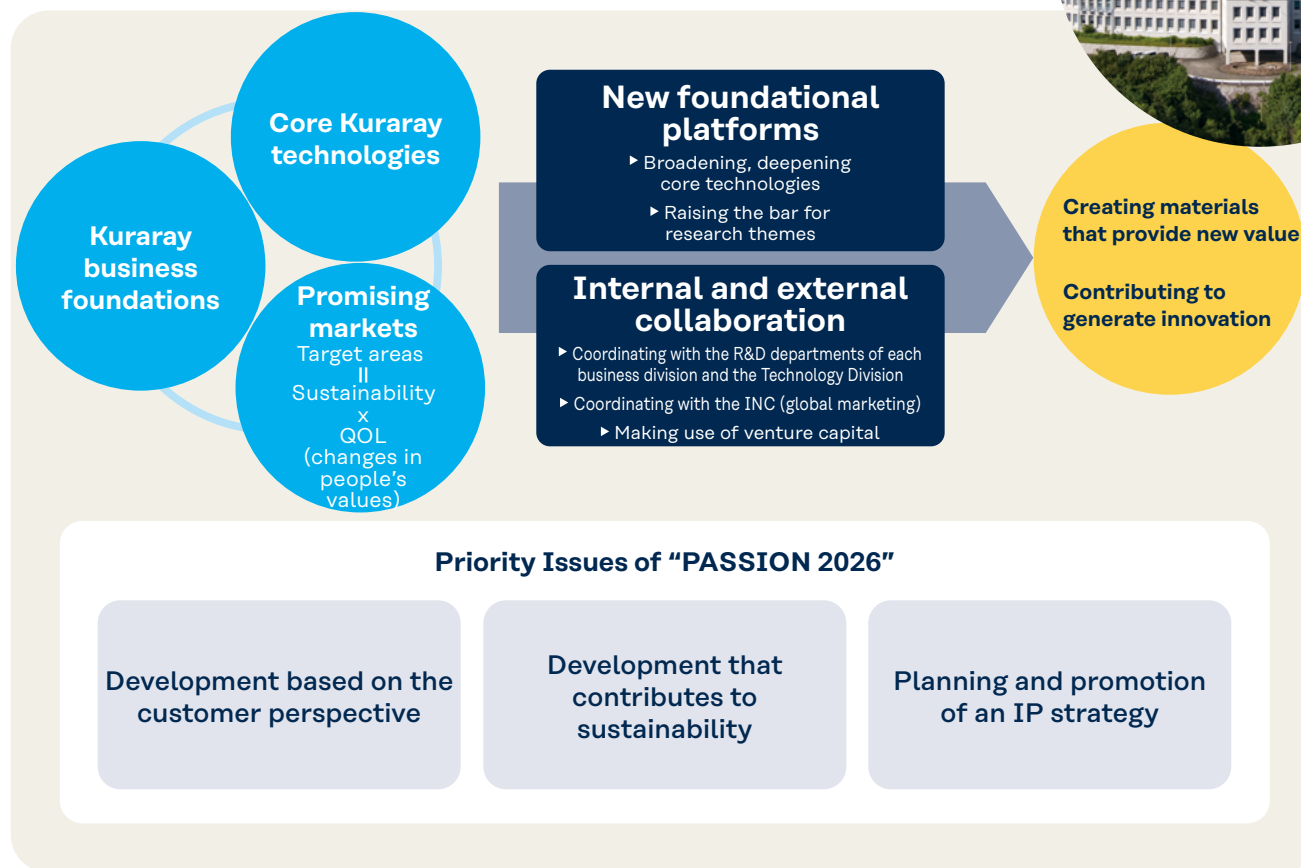 Core Kuraray
technologies
Kuraray
business
foundations
Promising
markets
Target areas
=
Sustainability
x
QOL
(changes in
people's
values)
New foundational
platforms
▶ Broadening, deepening
core technologies
▶ Raising the bar for
research themes
Internal and external
collaboration
▶ Coordinating with the R&D departments of each
business division and the Technology Division
▶ Coordinating with the INC (global marketing)
▶ Making use of venture capital
Creating materials
that provide new value
Contributing to
generate innovation
Priority Issues of “PASSION 2026”
Development based on the
customer perspective
Development that
contributes to
sustainability
Planning and promotion
of an IP strategy